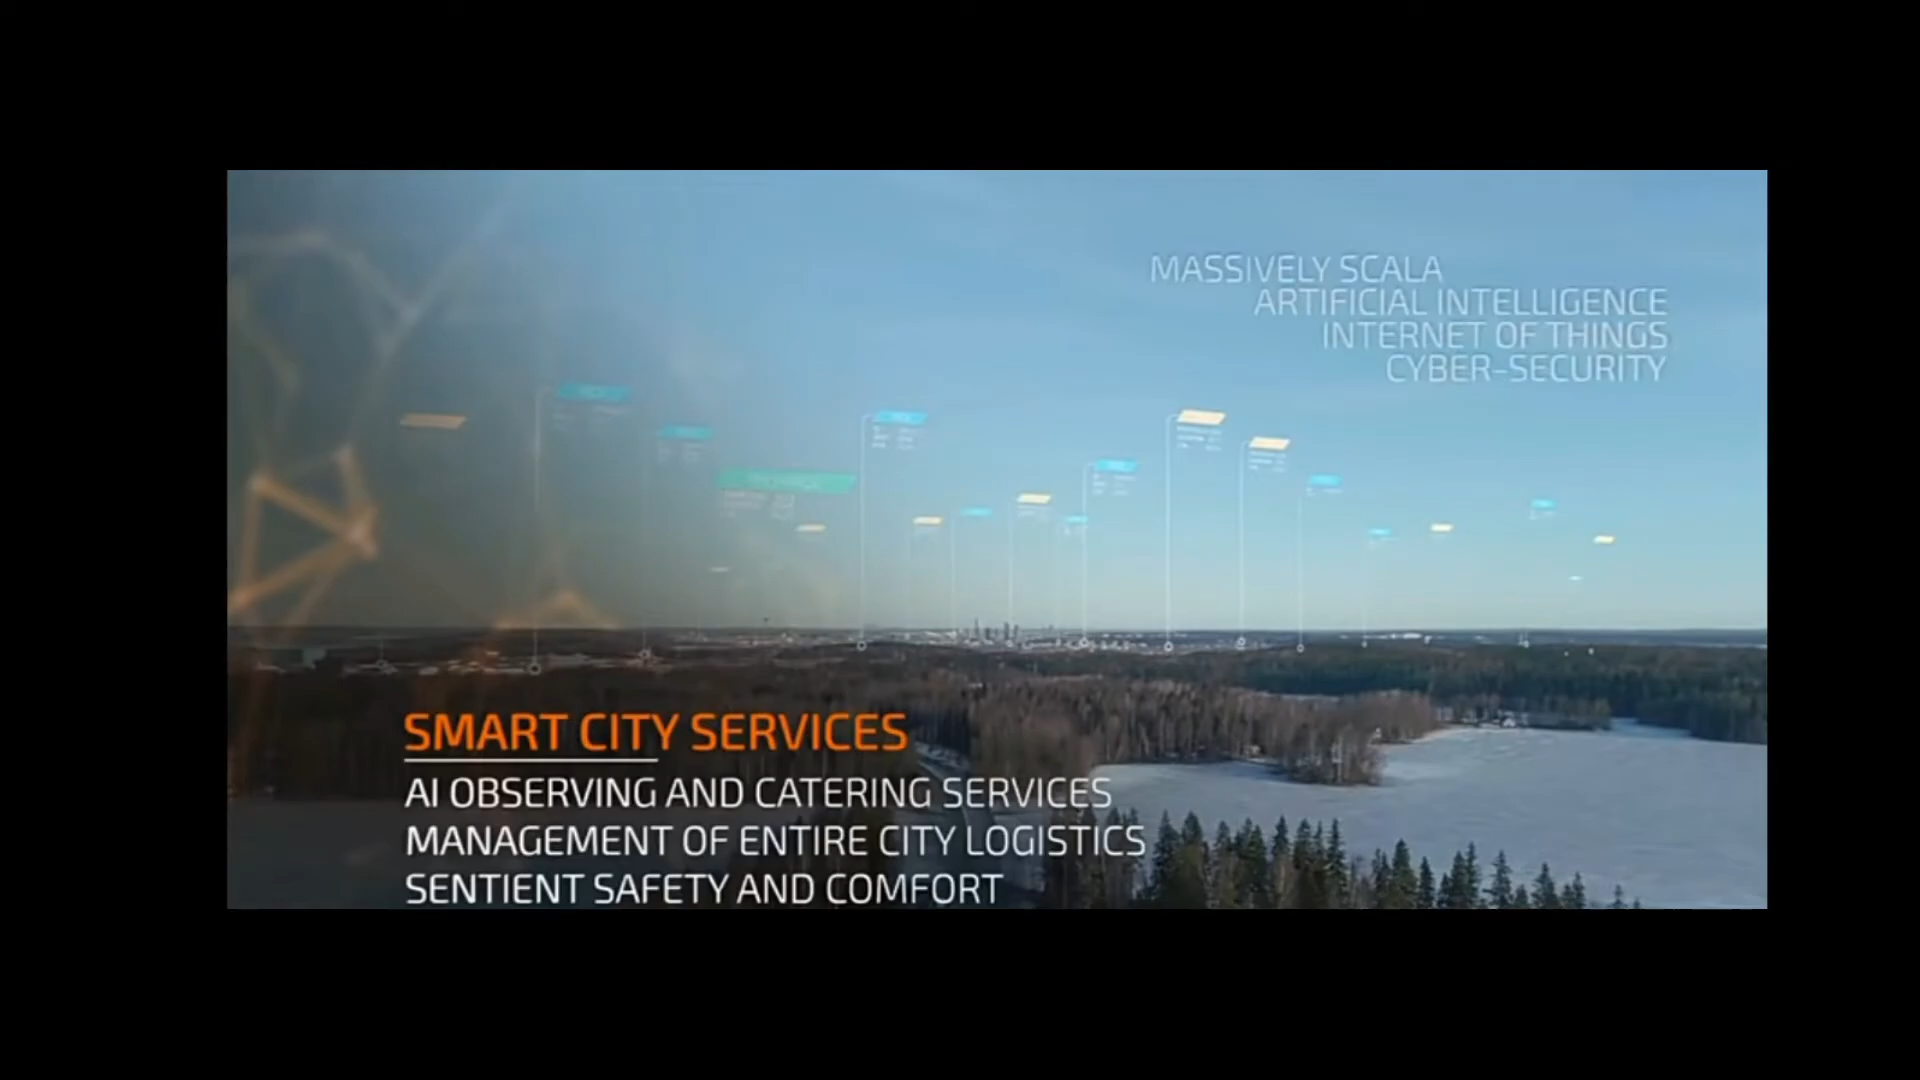 MASSIVELY SCALA
ARTIFICIAL INTELLIGENCE
INTERNET OF THINGS
CYBER-SECURITY
SMART CITY SERVICES
AI OBSERVING AND CATERING SERVICES
MANAGEMENT OF ENTIRE CITY LOGISTICS
SENTIENT SAFETY AND COMFORT